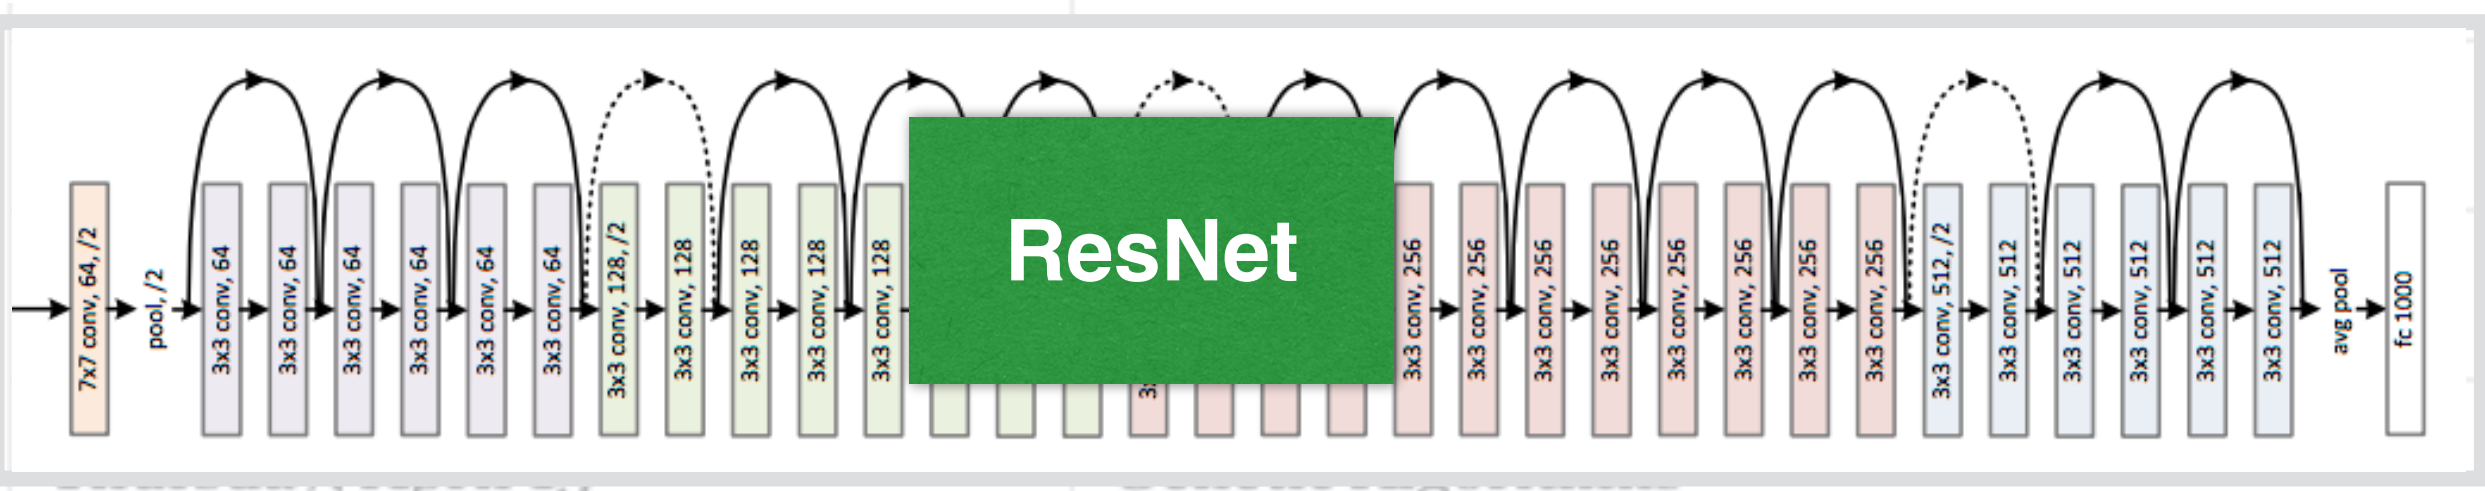 7x7 conv, 64, /2
pool, /2
3x3 conv, 64
3x3 conv, 64
3x3 conv, 64
3x3 conv, 64
3x3 conv, 64
3x3 conv, 64
3x3 conv, 128, /2
3x3 conv, 128
3x3 conv, 128
3x3 conv, 128
3x3 conv, 128
ResNet
3x3 conv, 256
3x3 conv, 256
3x3 conv, 256
3x3 conv, 256
3x3 conv, 256
3x3 conv, 256
3x3 conv, 256
3x3 conv, 256
3x3 conv, 512, /2
3x3 conv, 512
3x3 conv, 512
3x3 conv, 512
3x3 conv, 512
3x3 conv, 512
avg pool
fc 1000